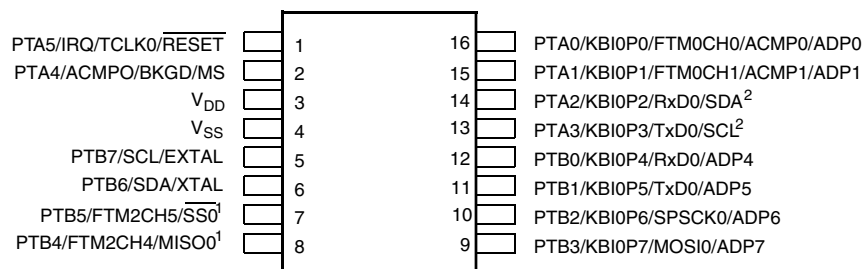 PTA5/IRQ/TCLK0/RESET 1 16 PTA0/KBI0P0/FTM0CH0/ACMP0/ADP0
PTA4/ACMPO/BKGD/MS 2 15 PTA1/KBI0P1/FTM0CH1/ACMP1/ADP1
VDD 3 14 PTA2/KBI0P2/RxD0/SDA2
VSS 4 13 PTA3/KBI0P3/TxD0/SCL2
PTB7/SCL/EXTAL 5 12 PTB0/KBI0P4/RxD0/ADP4
PTB6/SDA/XTAL 6 11 PTB1/KBI0P5/TxD0/ADP5
PTB5/FTM2CH5/SS01 7 10 PTB2/KBI0P6/SPSCK0/ADP6
PTB4/FTM2CH4/MISO01 8 9 PTB3/KBI0P7/MOSI0/ADP7